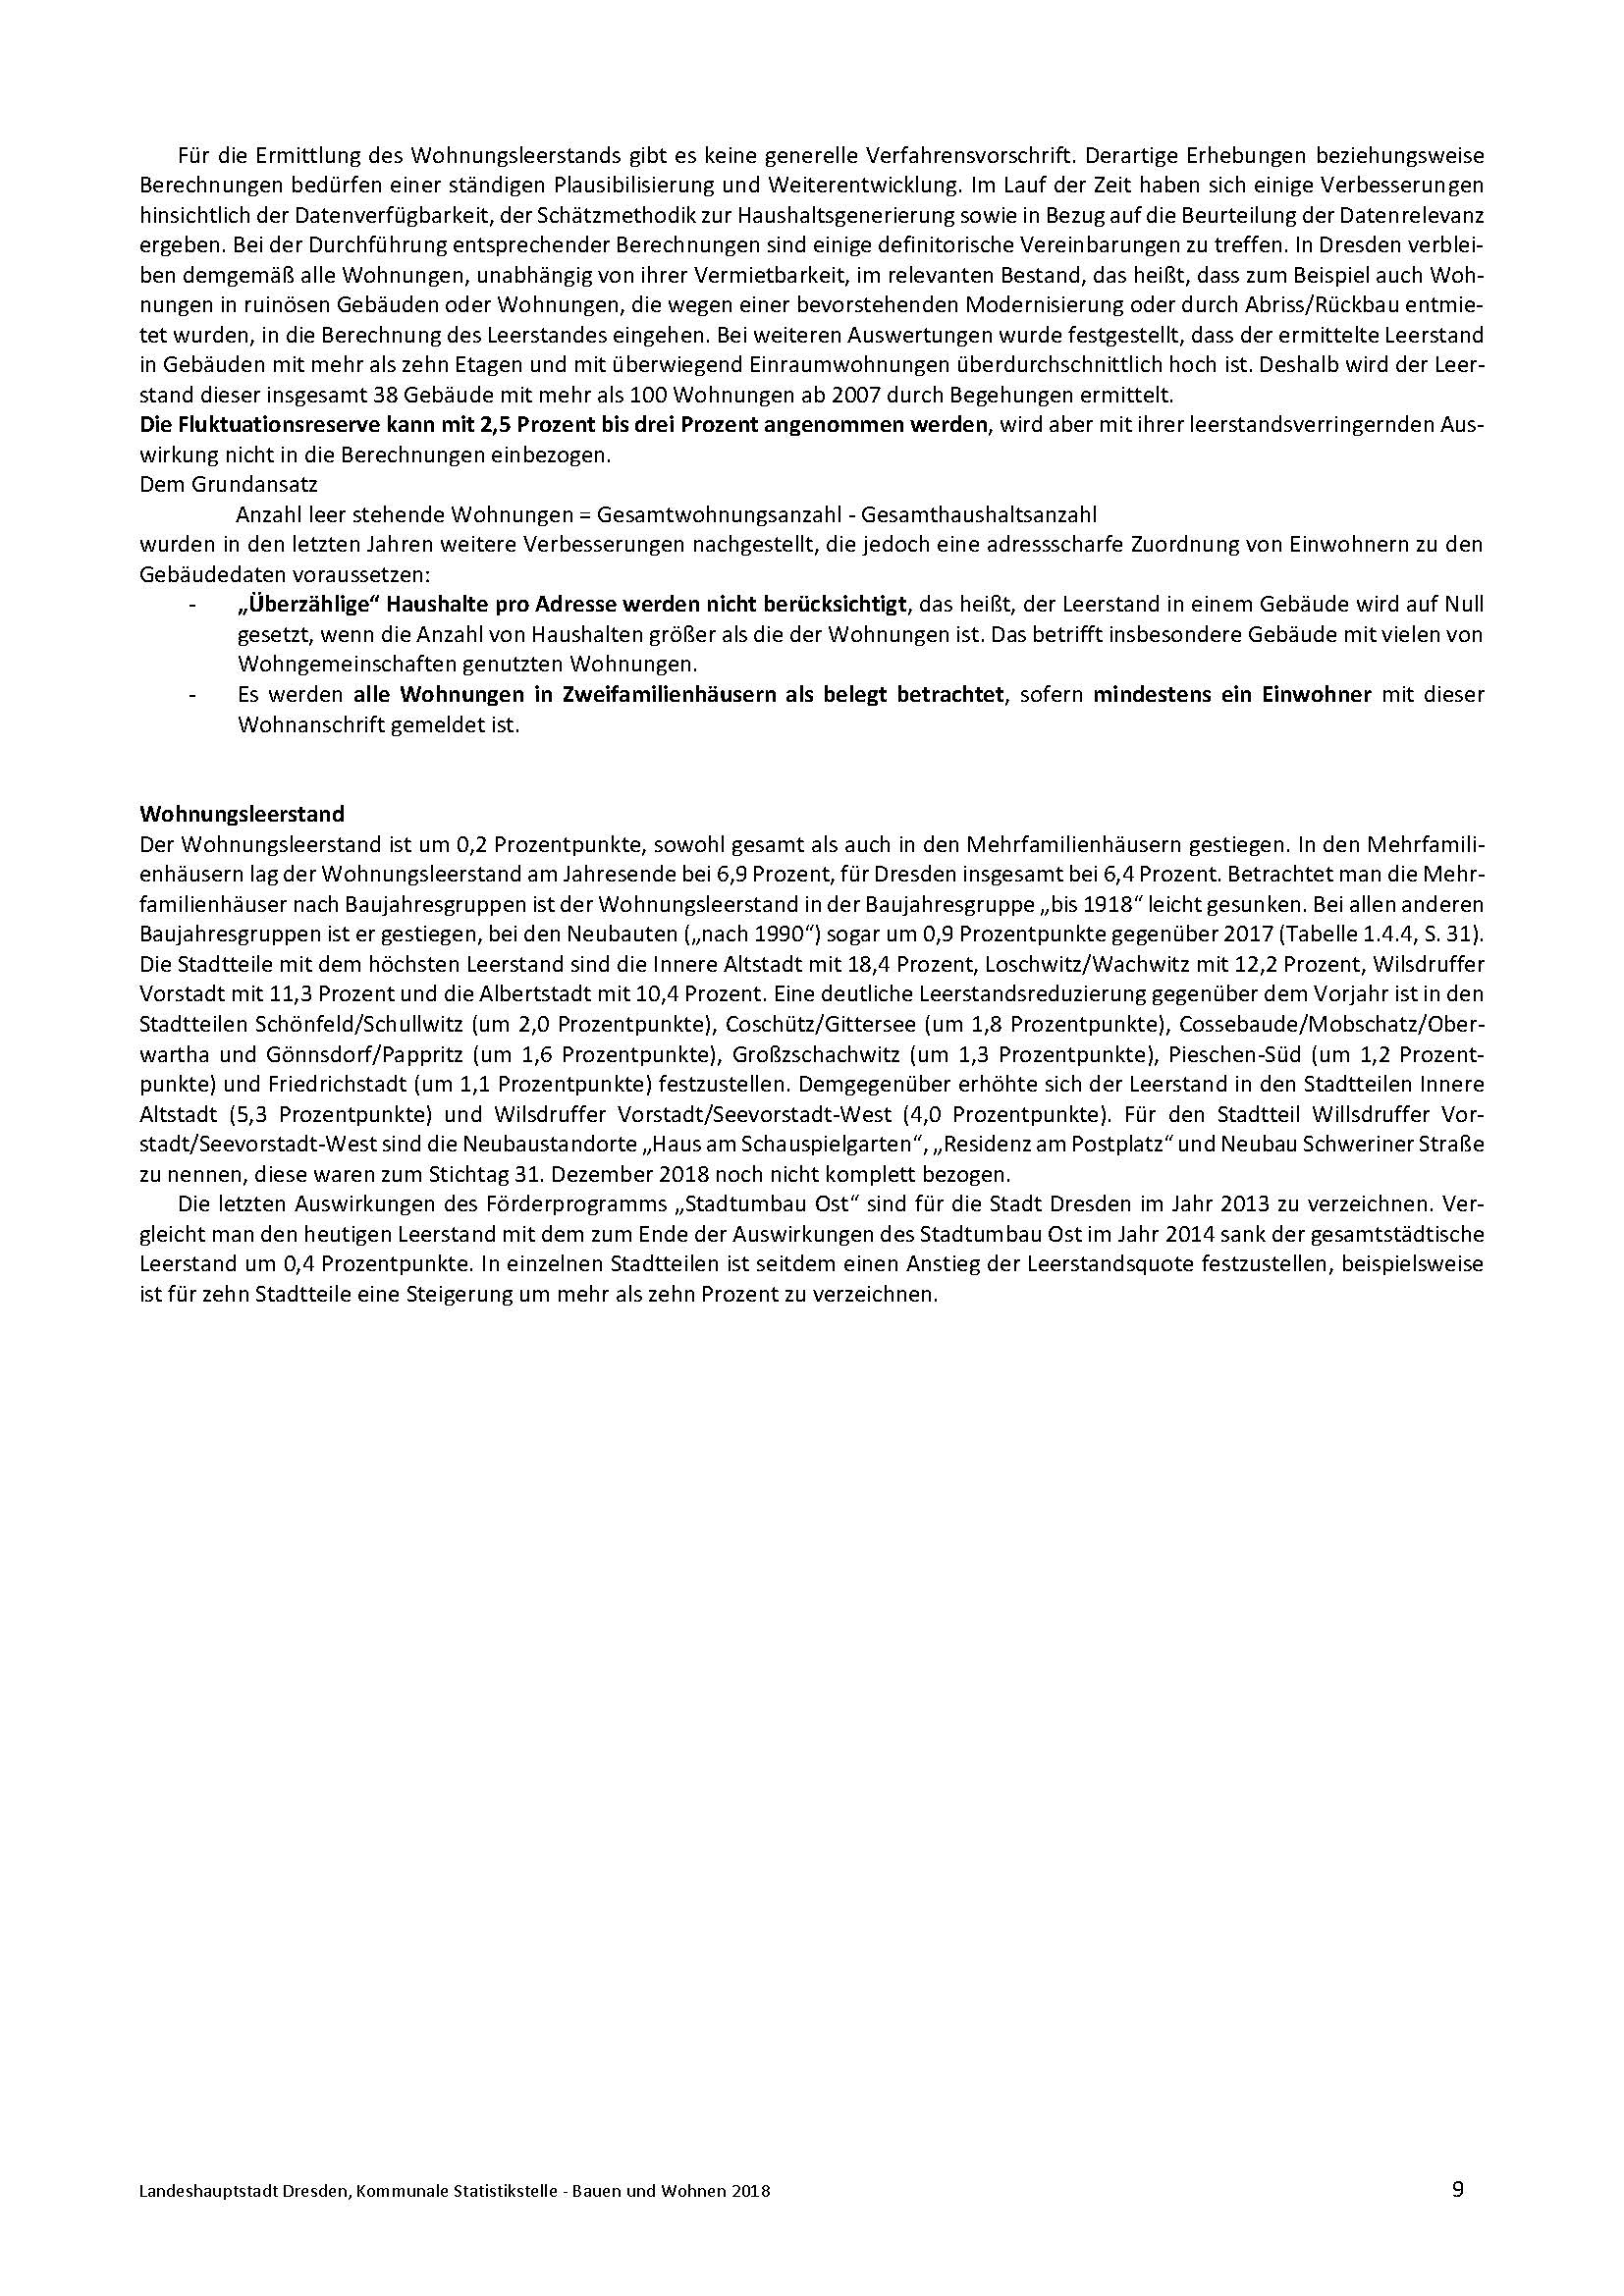 Für die Ermittlung des Wohnungsleerstands gibt es keine generelle Verfahrensvorschrift. Derartige Erhebungen beziehungsweise
Berechnungen bedürfen einer ständigen Plausibilisierung und Weiterentwicklung. Im Lauf der Zeit haben sich einige Verbesserungen
hinsichtlich der Datenverfügbarkeit, der Schätzmethodik zur Haushaltsgenerierung sowie in Bezug auf die Beurteilung der Datenrelevanz
ergeben. Bei der Durchführung entsprechender Berechnungen sind einige definitorische Vereinbarungen zu treffen. In Dresden verblei-
ben demgemäß alle Wohnungen, unabhängig von ihrer Vermietbarkeit, im relevanten Bestand, das heißt, dass zum Beispiel auch Woh-
nungen in ruinösen Gebäuden oder Wohnungen, die wegen einer bevorstehenden Modernisierung oder durch Abriss/Rückbau entmie-
tet wurden, in die Berechnung des Leerstandes eingehen. Bei weiteren Auswertungen wurde festgestellt, dass der ermittelte Leerstand
in Gebäuden mit mehr als zehn Etagen und mit überwiegend Einraumwohnungen überdurchschnittlich hoch ist. Deshalb wird der Leer-
stand dieser insgesamt 38 Gebäude mit mehr als 100 Wohnungen ab 2007 durch Begehungen ermittelt.
Die Fluktuationsreserve kann mit 2,5 Prozent bis drei Prozent angenommen werden, wird aber mit ihrer leerstandsverringernden Aus-
wirkung nicht in die Berechnungen einbezogen.
Dem Grundansatz
Anzahl leer stehende Wohnungen = Gesamtwohnungsanzahl - Gesamthaushaltsanzahl
wurden in den letzten Jahren weitere Verbesserungen nachgestellt, die jedoch eine adressscharfe Zuordnung von Einwohnern zu den
Gebäudedaten voraussetzen:
- „Überzählige“ Haushalte pro Adresse werden nicht berücksichtigt, das heißt, der Leerstand in einem Gebäude wird auf Null
gesetzt, wenn die Anzahl von Haushalten größer als die der Wohnungen ist. Das betrifft insbesondere Gebäude mit vielen von
Wohngemeinschaften genutzten Wohnungen.
- Es werden alle Wohnungen in Zweifamilienhäusern als belegt betrachtet, sofern mindestens ein Einwohner mit dieser
Wohnanschrift gemeldet ist.
Wohnungsleerstand
Der Wohnungsleerstand ist um 0,2 Prozentpunkte, sowohl gesamt als auch in den Mehrfamilienhäusern gestiegen. In den Mehrfamili-
enhäusern lag der Wohnungsleerstand am Jahresende bei 6,9 Prozent, für Dresden insgesamt bei 6,4 Prozent. Betrachtet man die Mehr-
familienhäuser nach Baujahresgruppen ist der Wohnungsleerstand in der Baujahresgruppe „bis 1918“ leicht gesunken. Bei allen anderen
Baujahresgruppen ist er gestiegen, bei den Neubauten („nach 1990“) sogar um 0,9 Prozentpunkte gegenüber 2017 (Tabelle 1.4.4, S. 31).
Die Stadtteile mit dem höchsten Leerstand sind die Innere Altstadt mit 18,4 Prozent, Loschwitz/Wachwitz mit 12,2 Prozent, Wilsdruffer
Vorstadt mit 11,3 Prozent und die Albertstadt mit 10,4 Prozent. Eine deutliche Leerstandsreduzierung gegenüber dem Vorjahr ist in den
Stadtteilen Schönfeld/Schullwitz (um 2,0 Prozentpunkte), Coschütz/Gittersee (um 1,8 Prozentpunkte), Cossebaude/Mobschatz/Ober-
wartha und Gönnsdorf/Pappritz (um 1,6 Prozentpunkte), Großzschachwitz (um 1,3 Prozentpunkte), Pieschen-Süd (um 1,2 Prozent-
punkte) und Friedrichstadt (um 1,1 Prozentpunkte) festzustellen. Demgegenüber erhöhte sich der Leerstand in den Stadtteilen Innere
Altstadt (5,3 Prozentpunkte) und Wilsdruffer Vorstadt/Seevorstadt-West (4,0 Prozentpunkte). Für den Stadtteil Willsdruffer Vor-
stadt/Seevorstadt-West sind die Neubaustandorte „Haus am Schauspielgarten“, „Residenz am Postplatz“ und Neubau Schweriner Straße
zu nennen, diese waren zum Stichtag 31. Dezember 2018 noch nicht komplett bezogen.
Die letzten Auswirkungen des Förderprogramms „Stadtumbau Ost“ sind für die Stadt Dresden im Jahr 2013 zu verzeichnen. Ver-
gleicht man den heutigen Leerstand mit dem zum Ende der Auswirkungen des Stadtumbau Ost im Jahr 2014 sank der gesamtstädtische
Leerstand um 0,4 Prozentpunkte. In einzelnen Stadtteilen ist seitdem einen Anstieg der Leerstandsquote festzustellen, beispielsweise
ist für zehn Stadtteile eine Steigerung um mehr als zehn Prozent zu verzeichnen.
Landeshauptstadt Dresden, Kommunale Statistikstelle - Bauen und Wohnen 2018 9